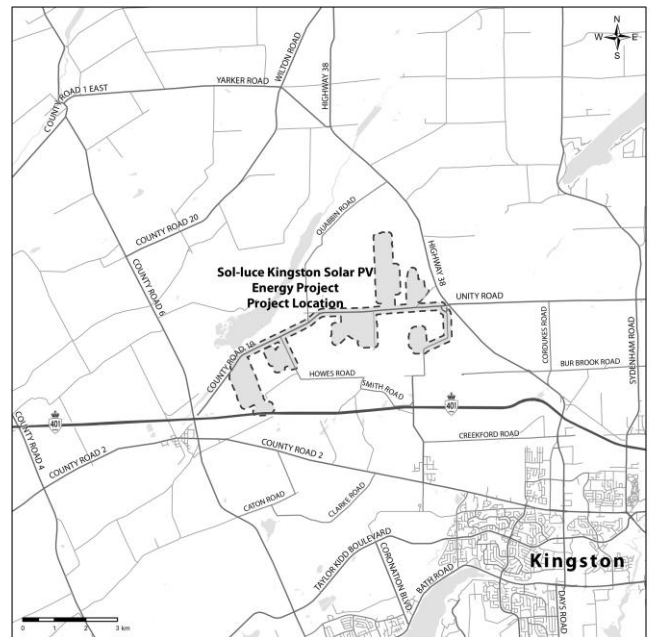 N
W E
S
WILTON ROAD
HIGHWAY 38
YARKER ROAD
COUNTY ROAD 1 EAST
QUABBIN ROAD
COUNTY ROAD 20
COUNTY ROAD 6
HIGHWAY 38
Sol-luce Kingston Solar PV
Energy Project
Project Location
UNITY ROAD
CORDUKES ROAD
SYDENHAM ROAD
COUNTY ROAD 19
BUR BROOK ROAD
HOWES ROAD
SMITH ROAD
401
401
COUNTY ROAD 4
CREEKFORD ROAD
COUNTY ROAD 2
COUNTY ROAD 2
CATON ROAD
CLARKE ROAD
TAYLOR KIDD BOULEVARD
CORONATION BLVD.
BATH ROAD
Kingston
DAYS ROAD
0 1 2 3 km